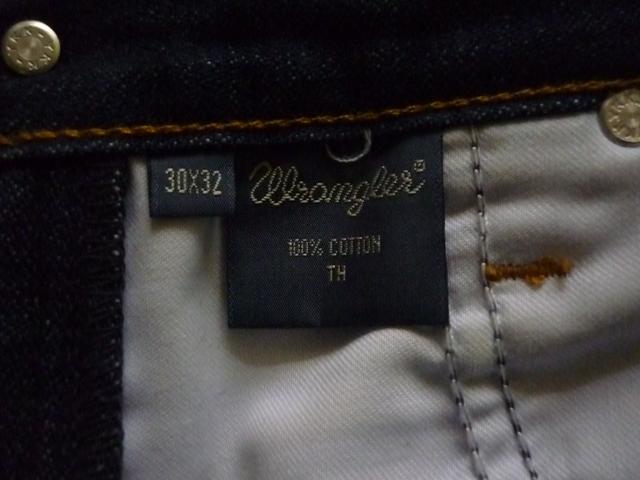 30X32
Wrangler®
100% COTTON
TH